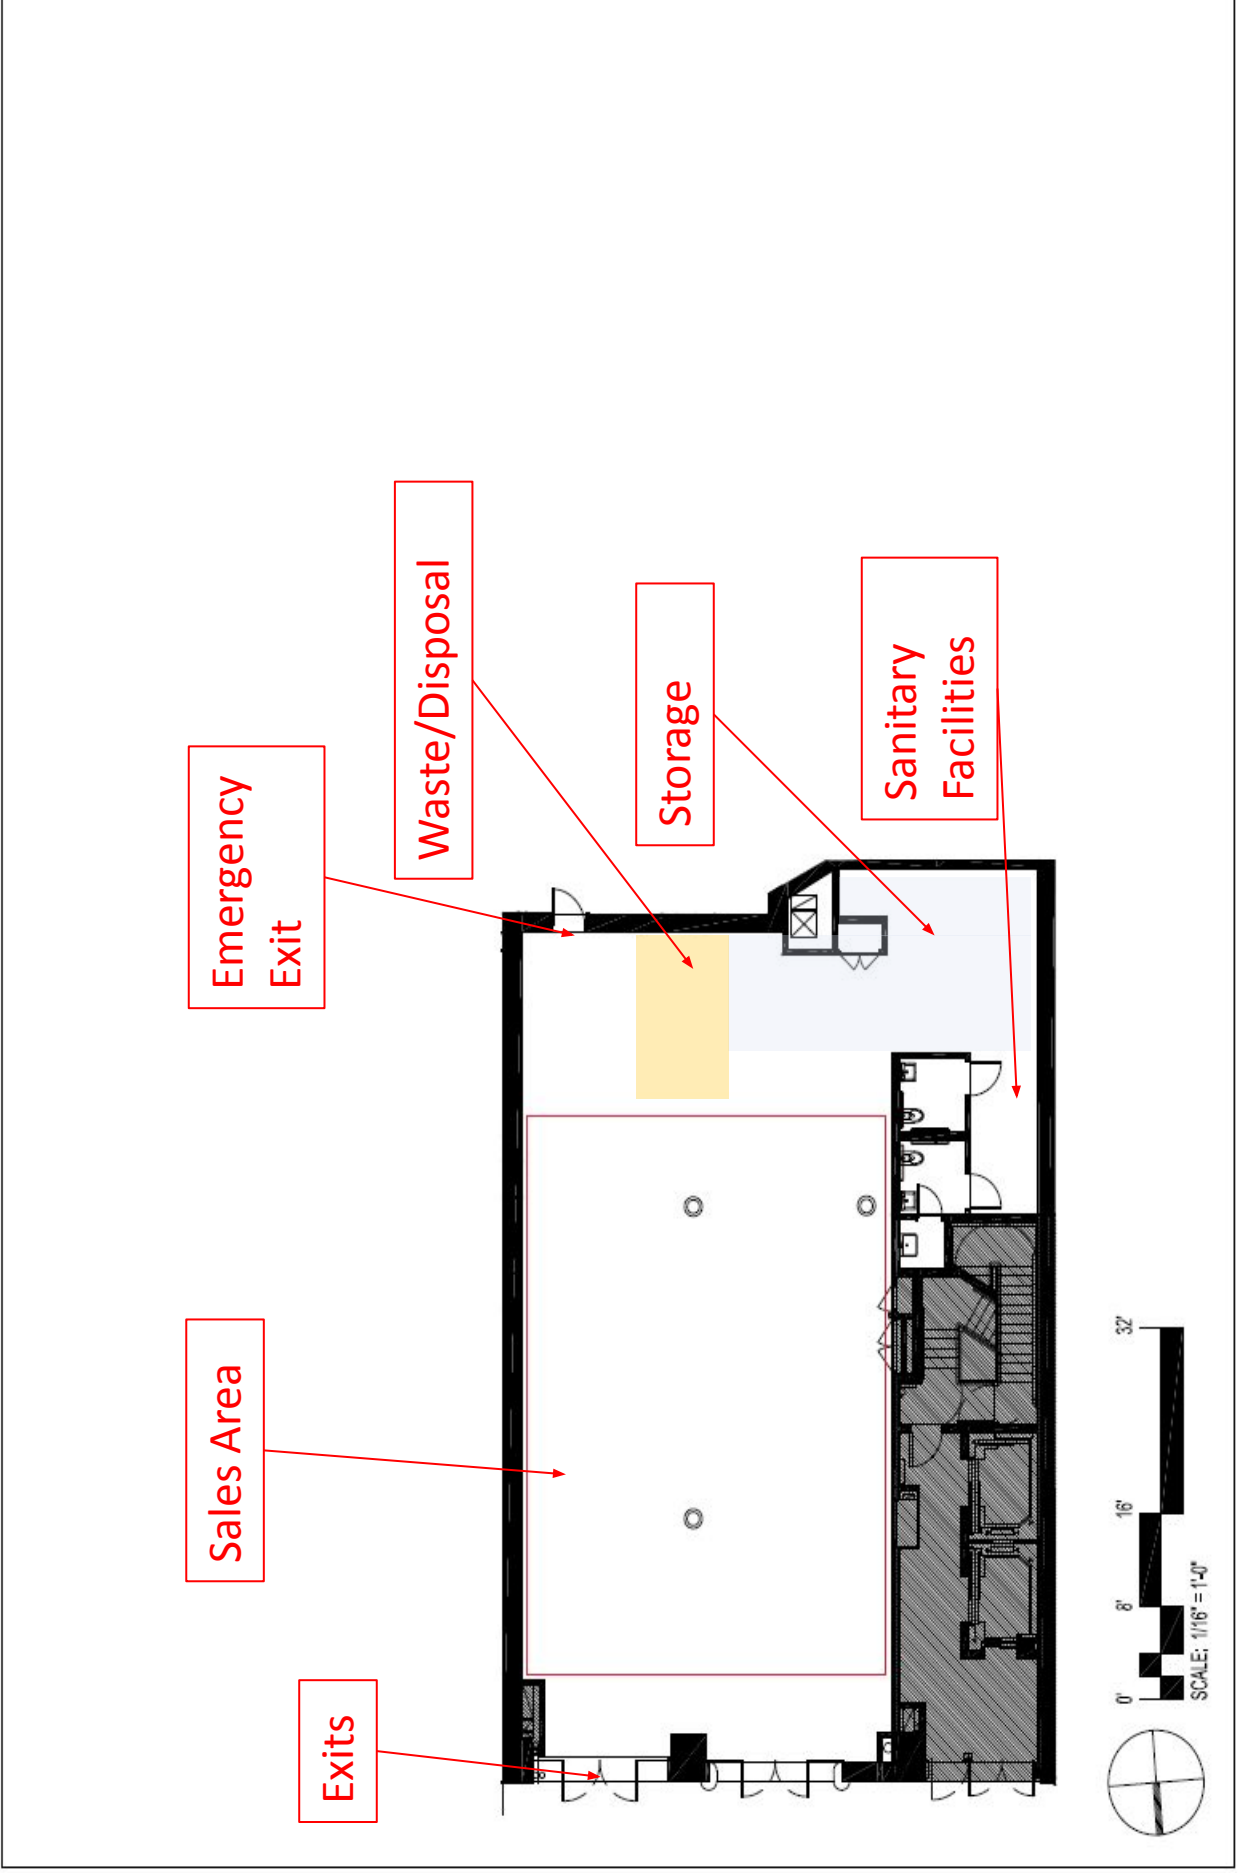 Exits
Sales Area
Emergency
Exit
Waste/Disposal
Storage
Sanitary
Facilities
0' 8' 16' 32'
SCALE: 1/16" = 1'-0"